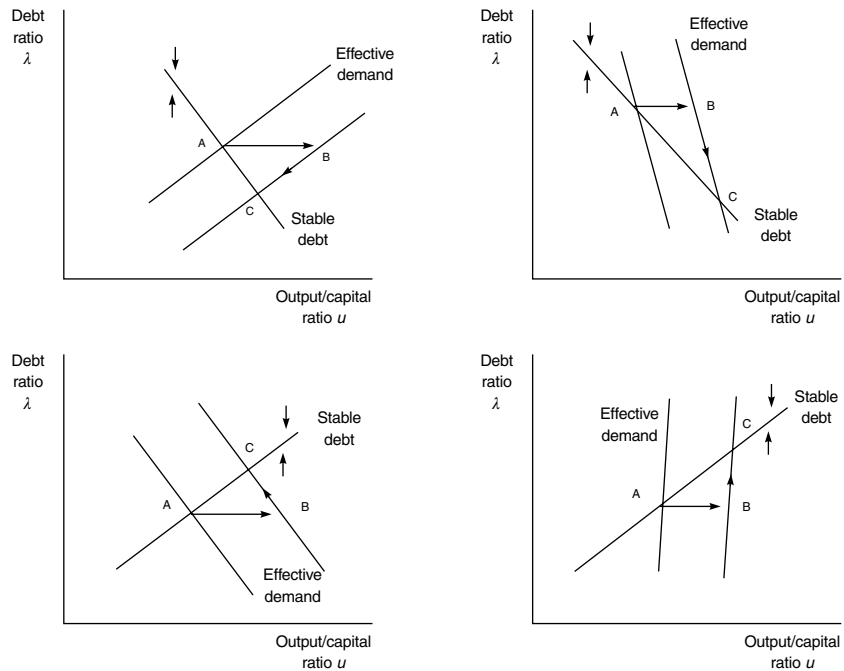 Debt
ratio
λ
Effective
demand
A
B
C
Stable
debt
Output/capital
ratio u
Debt
ratio
λ
Effective
demand
A
B
C
Stable
debt
Output/capital
ratio u
Debt
ratio
λ
Stable
debt
C
A
B
Effective
demand
Output/capital
ratio u
Debt
ratio
λ
Stable
debt
Effective
demand
C
A
B
Output/capital
ratio u